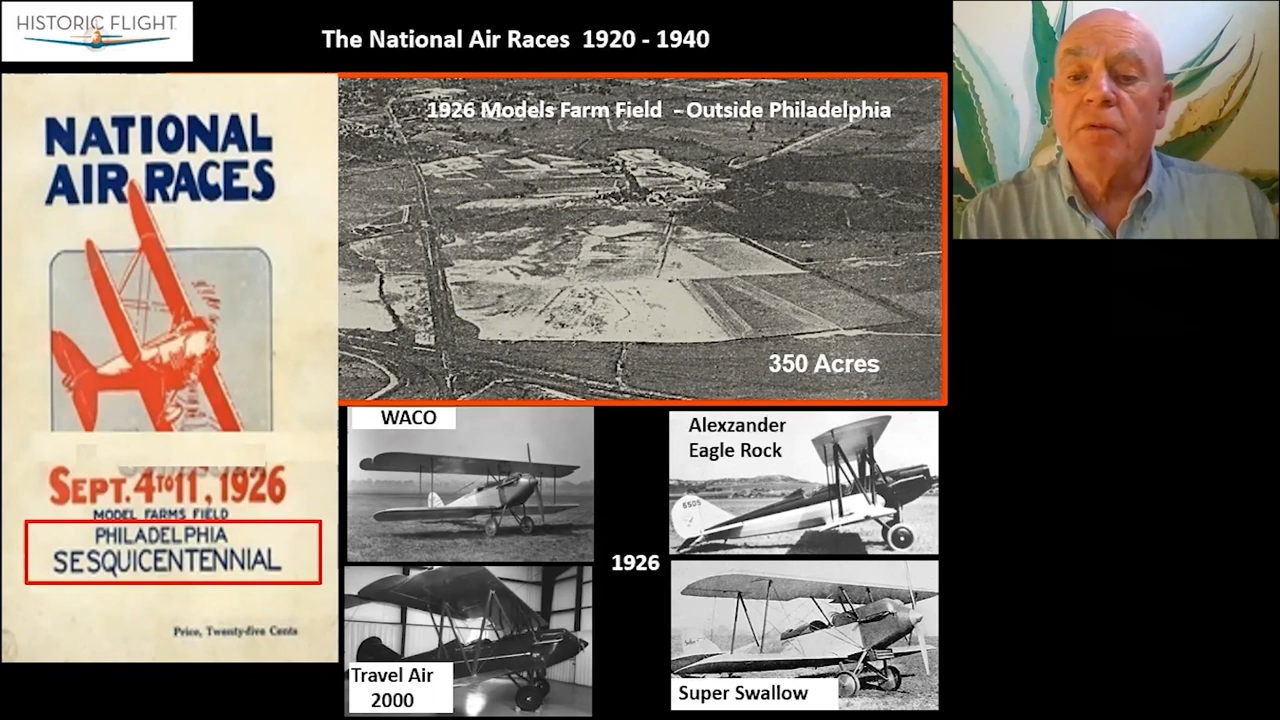 HISTORIC FLIGHT
The National Air Races 1920 - 1940
NATIONAL
AIR RACES
SEPT. 4 TO 11, 1926
MODEL FARMS FIELD
PHILADELPHIA
SESQUICENTENNIAL
Price, Twenty-five Cents
1926 Models Farm Field - Outside Philadelphia
350 Acres
WACO
Alexzander
Eagle Rock
6505
1926
Travel Air
2000
Super Swallow